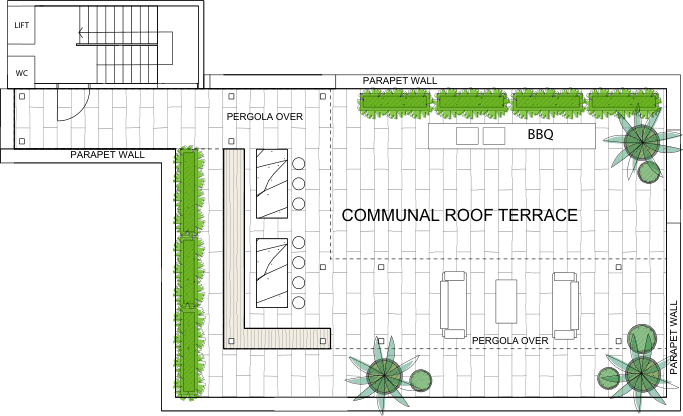 LIFT
WC
PARAPET WALL
PERGOLA OVER
BBQ
PARAPET WALL
COMMUNAL ROOF TERRACE
PERGOLA OVER
PARAPET WALL